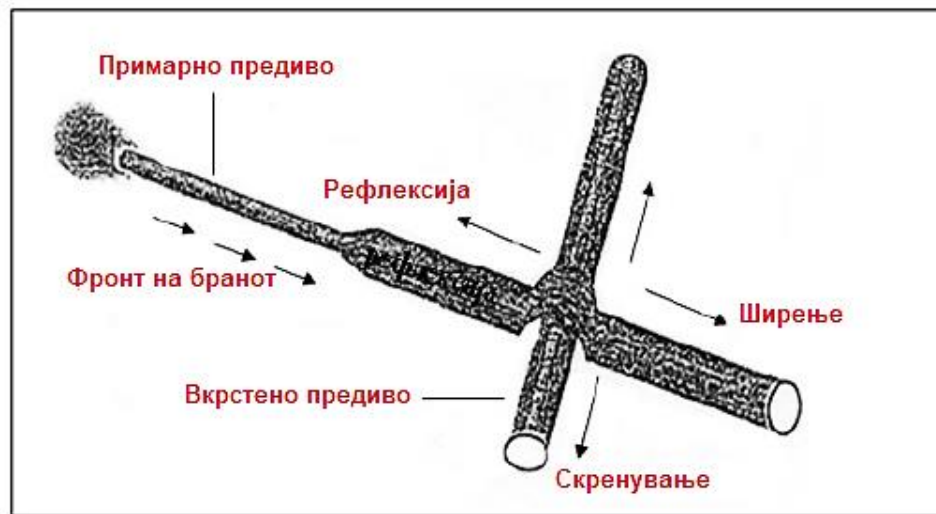 Примарно предиво
Рефлексија
Фронт на бранот
Ширење
Вкрстено предиво
Скренување